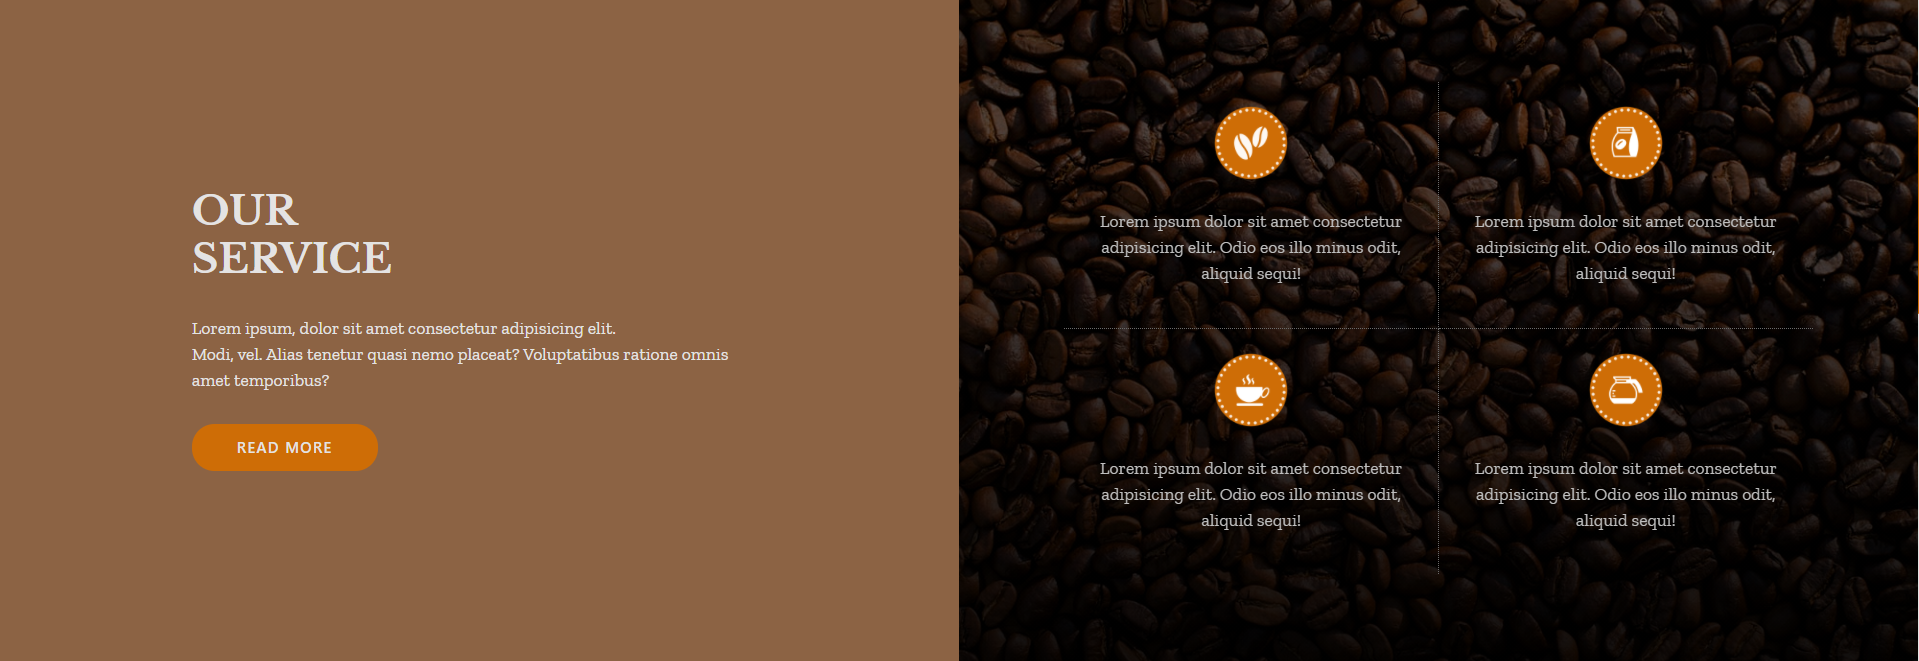 OUR
SERVICE
Lorem ipsum, dolor sit amet consectetur adipisicing elit.
Modi, vel. Alias tenetur quasi nemo placeat? Voluptatibus ratione omnis
amet temporibus?
READ MORE
Lorem ipsum dolor sit amet consectetur
adipisicing elit. Odio eos illo minus odit,
aliquid sequi!
Lorem ipsum dolor sit amet consectetur
adipisicing elit. Odio eos illo minus odit,
aliquid sequi!
Lorem ipsum dolor sit amet consectetur
adipisicing elit. Odio eos illo minus odit,
aliquid sequi!
Lorem ipsum dolor sit amet consectetur
adipisicing elit. Odio eos illo minus odit,
aliquid sequi!